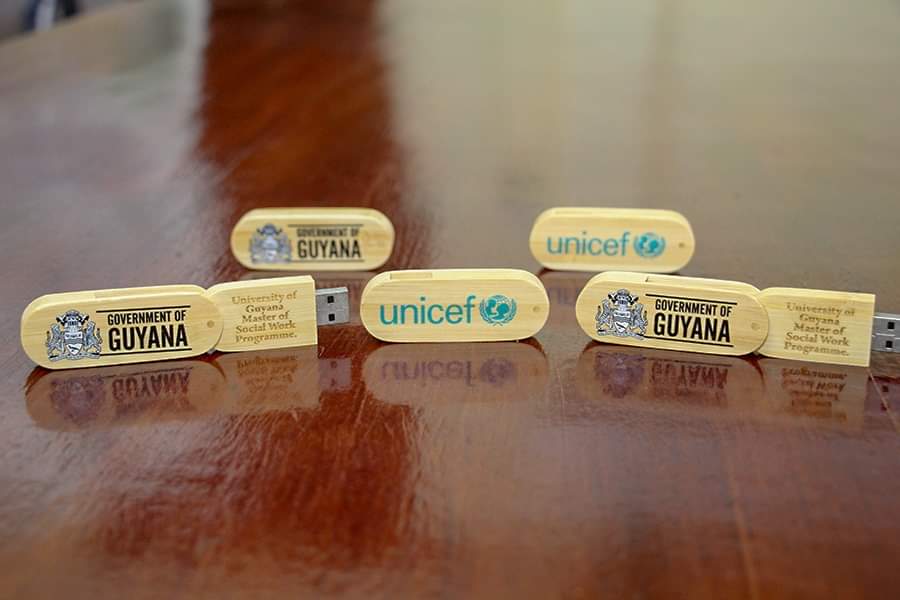 GOVERNMENT OF
GUYANA
unicef
GOVERNMENT OF
GUYANA
University of
Guyana
Master of
Social Work
Programme.
unicef
GOVERNMENT OF
GUYANA
University of
Guyana
Master of
Social Work
Programme.